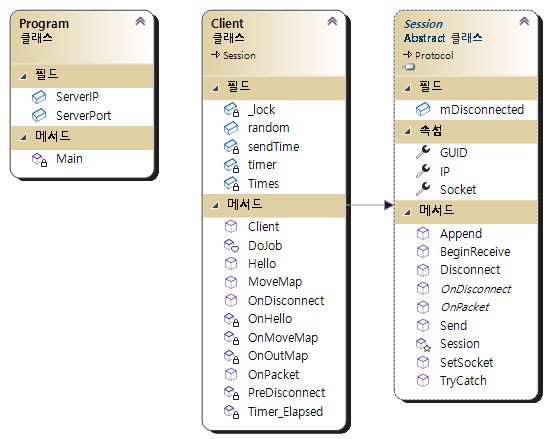 Program
클래스
필드
ServerIP
ServerPort
메서드
Main
Client
클래스
Session
필드
_lock
random
sendTime
timer
Times
메서드
Client
DoJob
Hello
MoveMap
OnDisconnect
OnHello
OnMoveMap
OnOutMap
OnPacket
PreDisconnect
Timer_Elapsed
Session
Abstract 클래스
Protocol
필드
mDisconnected
속성
GUID
IP
Socket
메서드
Append
BeginReceive
Disconnect
OnDisconnect
OnPacket
Send
Session
SetSocket
TryCatch